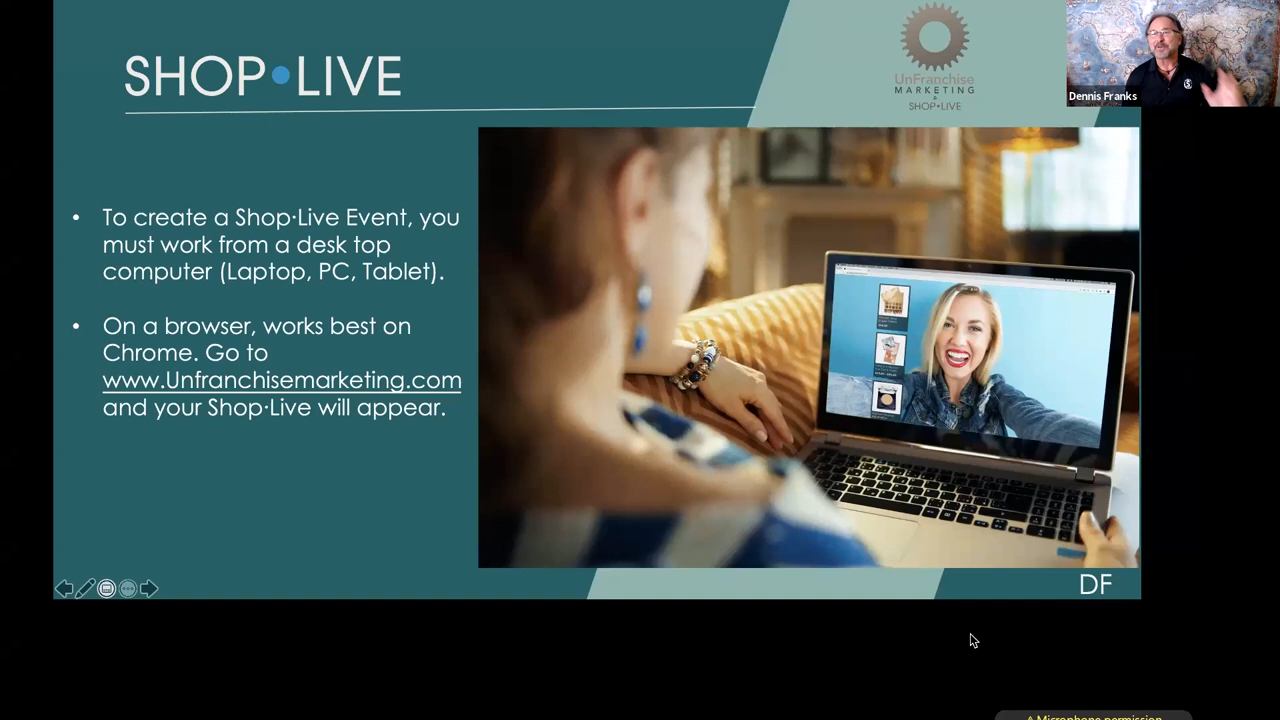 SHOP•LIVE
UnFranchise
MARKETING
&
SHOP•LIVE
Dennis Franks
• To create a Shop·Live Event, you
must work from a desk top
computer (Laptop, PC, Tablet).
• On a browser, works best on
Chrome. Go to
www.Unfranchisemarketing.com
and your Shop·Live will appear.
DF
Microphone permission